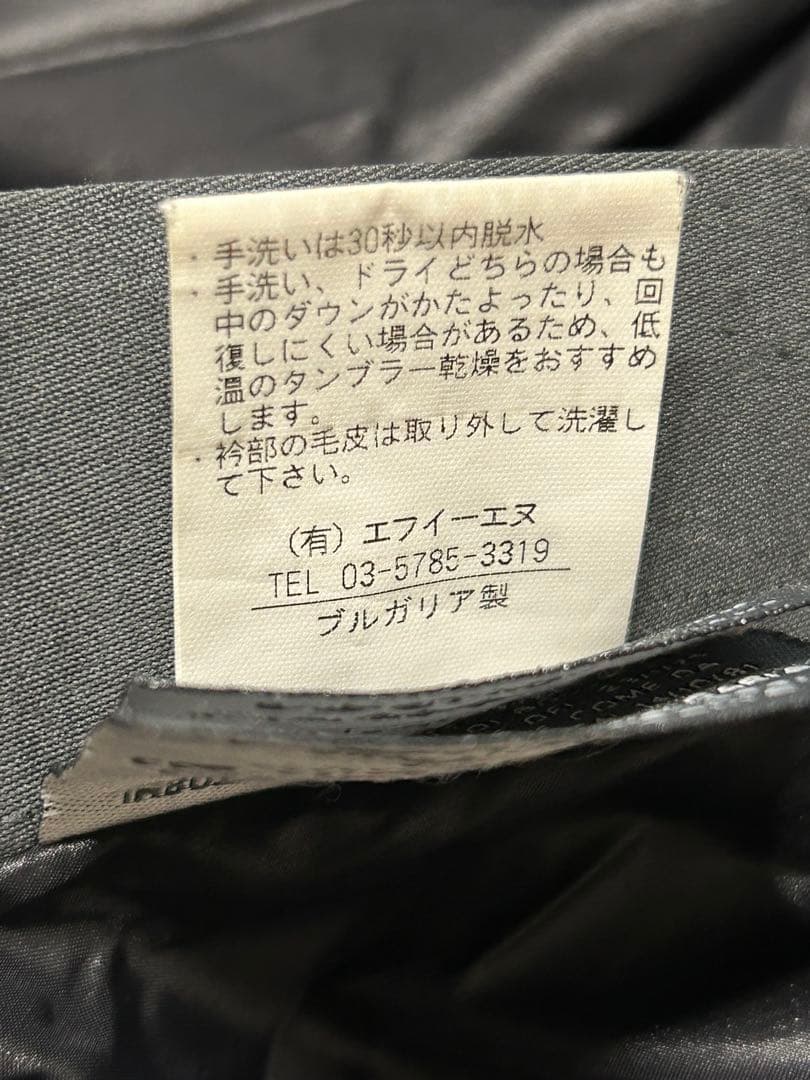 ・手洗いは30秒以内脱水
・手洗い、ドライどちらの場合も
中のダウンがかたよったり、回
復しにくい場合があるため、低
温のタンブラー乾燥をおすすめ
します。
・衿部の毛皮は取り外して洗濯し
て下さい。
(有)エフイーエヌ
TEL 03-5785-3319
ブルガリア製
COME DA